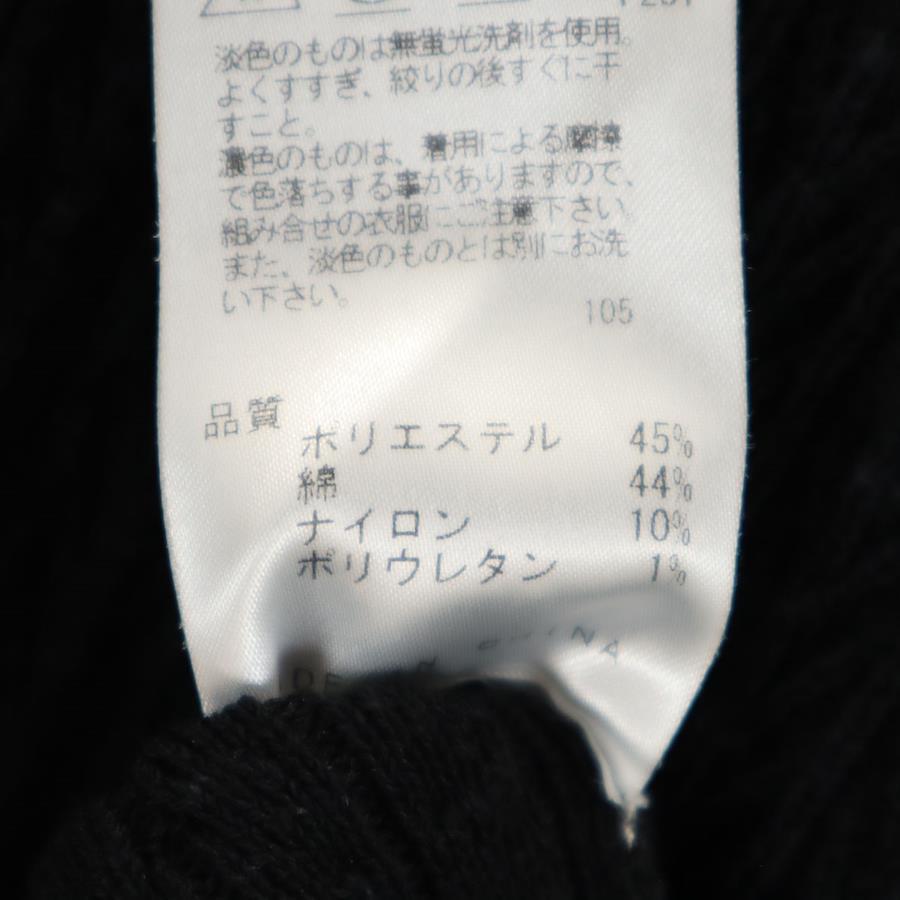 淡色のものは無蛍光洗剤を使用。
よくすすぎ、絞りの後すぐに干
すこと。
濃色のものは、着用による摩擦
で色落ちする事がありますので、
組み合せの衣服にご注意下さい。
また、淡色のものとは別にお洗
い下さい。
105
品質
ポリエステル 45%
綿 44%
ナイロン 10%
ポリウレタン 1%
CHINA